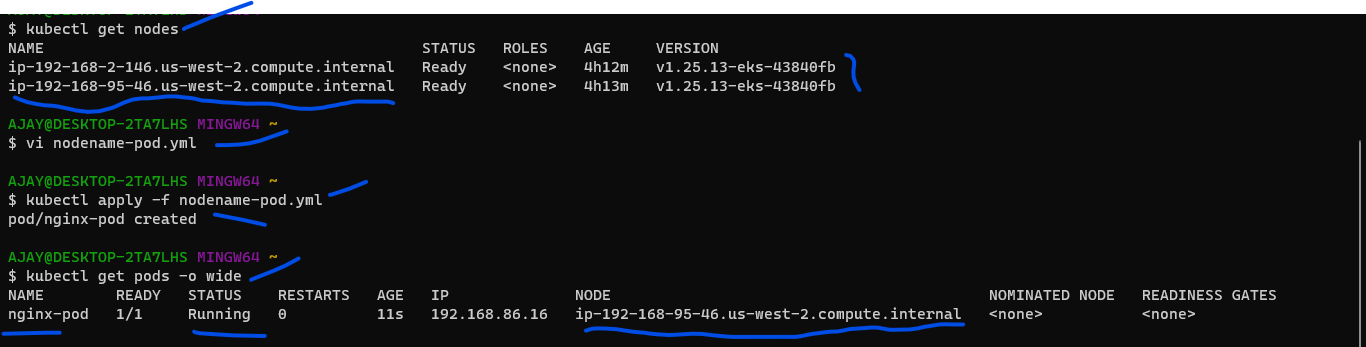 AJAY@DESKTOP-2TA7LHS MINGW64 ~
$ kubectl get nodes
NAME STATUS ROLES AGE VERSION
ip-192-168-2-146.us-west-2.compute.internal Ready <none> 4h12m v1.25.13-eks-43840fb
ip-192-168-95-46.us-west-2.compute.internal Ready <none> 4h13m v1.25.13-eks-43840fb
AJAY@DESKTOP-2TA7LHS MINGW64 ~
$ vi nodename-pod.yml
AJAY@DESKTOP-2TA7LHS MINGW64 ~
$ kubectl apply -f nodename-pod.yml
pod/nginx-pod created
AJAY@DESKTOP-2TA7LHS MINGW64 ~
$ kubectl get pods -o wide
NAME READY STATUS RESTARTS AGE IP NODE NOMINATED NODE READINESS GATES
nginx-pod 1/1 Running 0 11s 192.168.86.16 ip-192-168-95-46.us-west-2.compute.internal <none> <none>